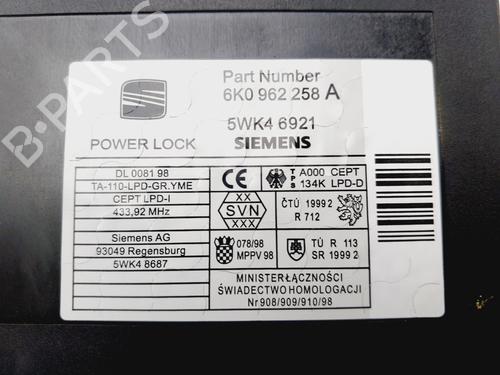 B-PARTS
Part Number
6K0 962 258 A
5WK4 6921
POWER LOCK
SIEMENS
DL 0081 98
TA-110-LPD-GR.YME
CEPT LPD-I
433,92 MHz
Siemens AG
93049 Regensburg
5WK4 8687
CE
T
P
S
A000 CEPT
134K LPD-D
XX
SVN
XXX
ČTÚ 1999 2
R 712
078/98
MPPV 98
TÚ R 113
SR 1999 2
MINISTER ŁĄCZNOŚCI
ŚWIADECTWO HOMOLOGACJI
Nr 908/909/910/98